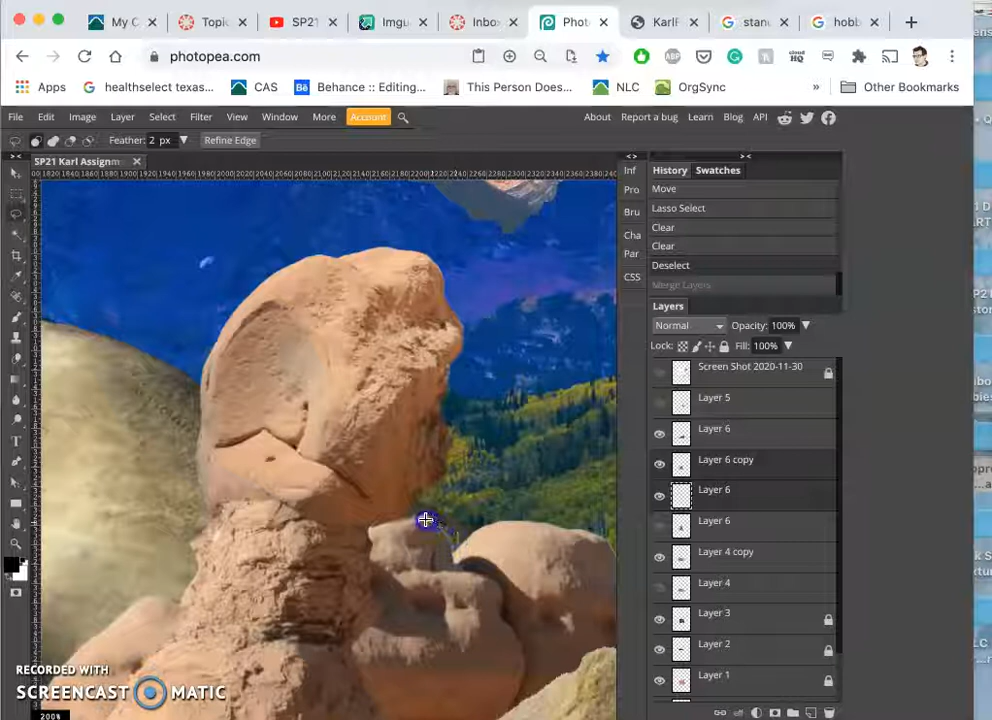 My C
Topic
SP21
Imgu
Inbox
Phot
KarlF
stand
hobb
photopea.com
Apps
healthselect texas...
CAS
Behance :: Editing...
This Person Does...
NLC
OrgSync
»
Other Bookmarks
File Edit Image Layer Select Filter View Window More Account
About Report a bug Learn Blog API
Feather: 2 px Refine Edge
SP21 Karl Assignm
Inf
Pro
Bru
Cha
Par
CSS
History Swatches
Move
Lasso Select
Clear
Clear
Deselect
Merge Layers
Layers
Normal Opacity: 100%
Lock: Fill: 100%
Screen Shot 2020-11-30
Layer 5
Layer 6
Layer 6 copy
Layer 6
Layer 6
Layer 4 copy
Layer 4
Layer 3
Layer 2
Layer 1
RECORDED WITH
SCREENCAST MATIC
200%